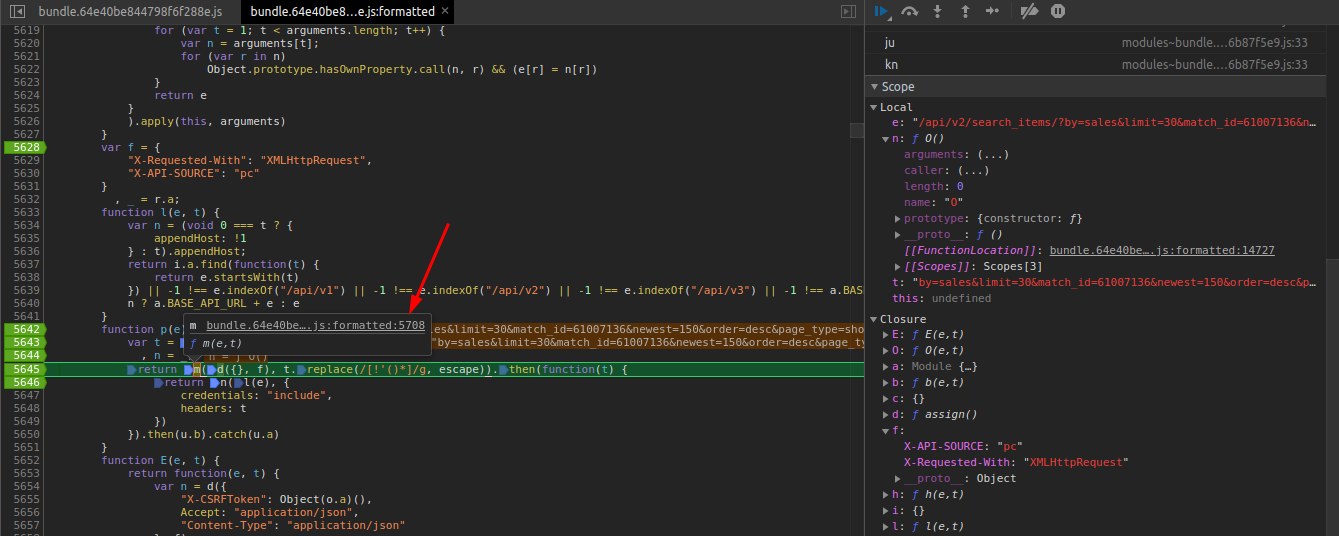 bundle.64e40be844798f6f288e.js
bundle.64e40be8…e.js:formatted ×
5619 for (var t = 1; t < arguments.length; t++) {
5620 var n = arguments[t];
5621 for (var r in n)
5622 Object.prototype.hasOwnProperty.call(n, r) && (e[r] = n[r])
5623 }
5624 return e
5625 }
5626 ).apply(this, arguments)
5627 }
5628 var f = {
5629 "X-Requested-With": "XMLHttpRequest",
5630 "X-API-SOURCE": "pc"
5631 }
5632 , _ = r.a;
5633 function l(e, t) {
5634 var n = (void 0 === t ? {
5635 appendHost: !1
5636 } : t).appendHost;
5637 return i.a.find(function(t) {
5638 return e.startsWith(t)
5639 }) || -1 !== e.indexOf("/api/v1") || -1 !== e.indexOf("/api/v2") || -1 !== e.indexOf("/api/v3") || -1 !== a.BAS
5640 n ? a.BASE_API_URL + e : e
5641 }
m bundle.64e40be….js:formatted:5708
ƒ m(e,t)
5642 function p(e les&limit=30&match_id=61007136&newest=150&order=desc&page_type=sho
5643 var t = "by=sales&limit=30&match_id=61007136&newest=150&order=desc&page_ty
5644 , n = _
5645 return m(d({}, f), t.replace(/[!'()*]/g, escape)).then(function(t) {
5646 return n(l(e), {
5647 credentials: "include",
5648 headers: t
5649 })
5650 }).then(u.b).catch(u.a)
5651 }
5652 function E(e, t) {
5653 return function(e, t) {
5654 var n = d({
5655 "X-CSRFToken": Object(o.a)(),
5656 Accept: "application/json",
5657 "Content-Type": "application/json"
ju modules~bundle.…6b87f5e9.js:33
kn modules~bundle.…6b87f5e9.js:33
Scope
Local
e: "/api/v2/search_items/?by=sales&limit=30&match_id=61007136&n…
n: ƒ O()
arguments: (...)
caller: (...)
length: 0
name: "O"
prototype: {constructor: ƒ}
__proto__: ƒ ()
[[FunctionLocation]]: bundle.64e40be….js:formatted:14727
[[Scopes]]: Scopes[3]
t: "by=sales&limit=30&match_id=61007136&newest=150&order=desc&p…
this: undefined
Closure
E: ƒ E(e,t)
O: ƒ O(e,t)
a: Module {…}
b: ƒ b(e,t)
c: {}
d: ƒ assign()
f:
X-API-SOURCE: "pc"
X-Requested-With: "XMLHttpRequest"
__proto__: Object
h: ƒ h(e,t)
i: {}
l: ƒ l(e,t)